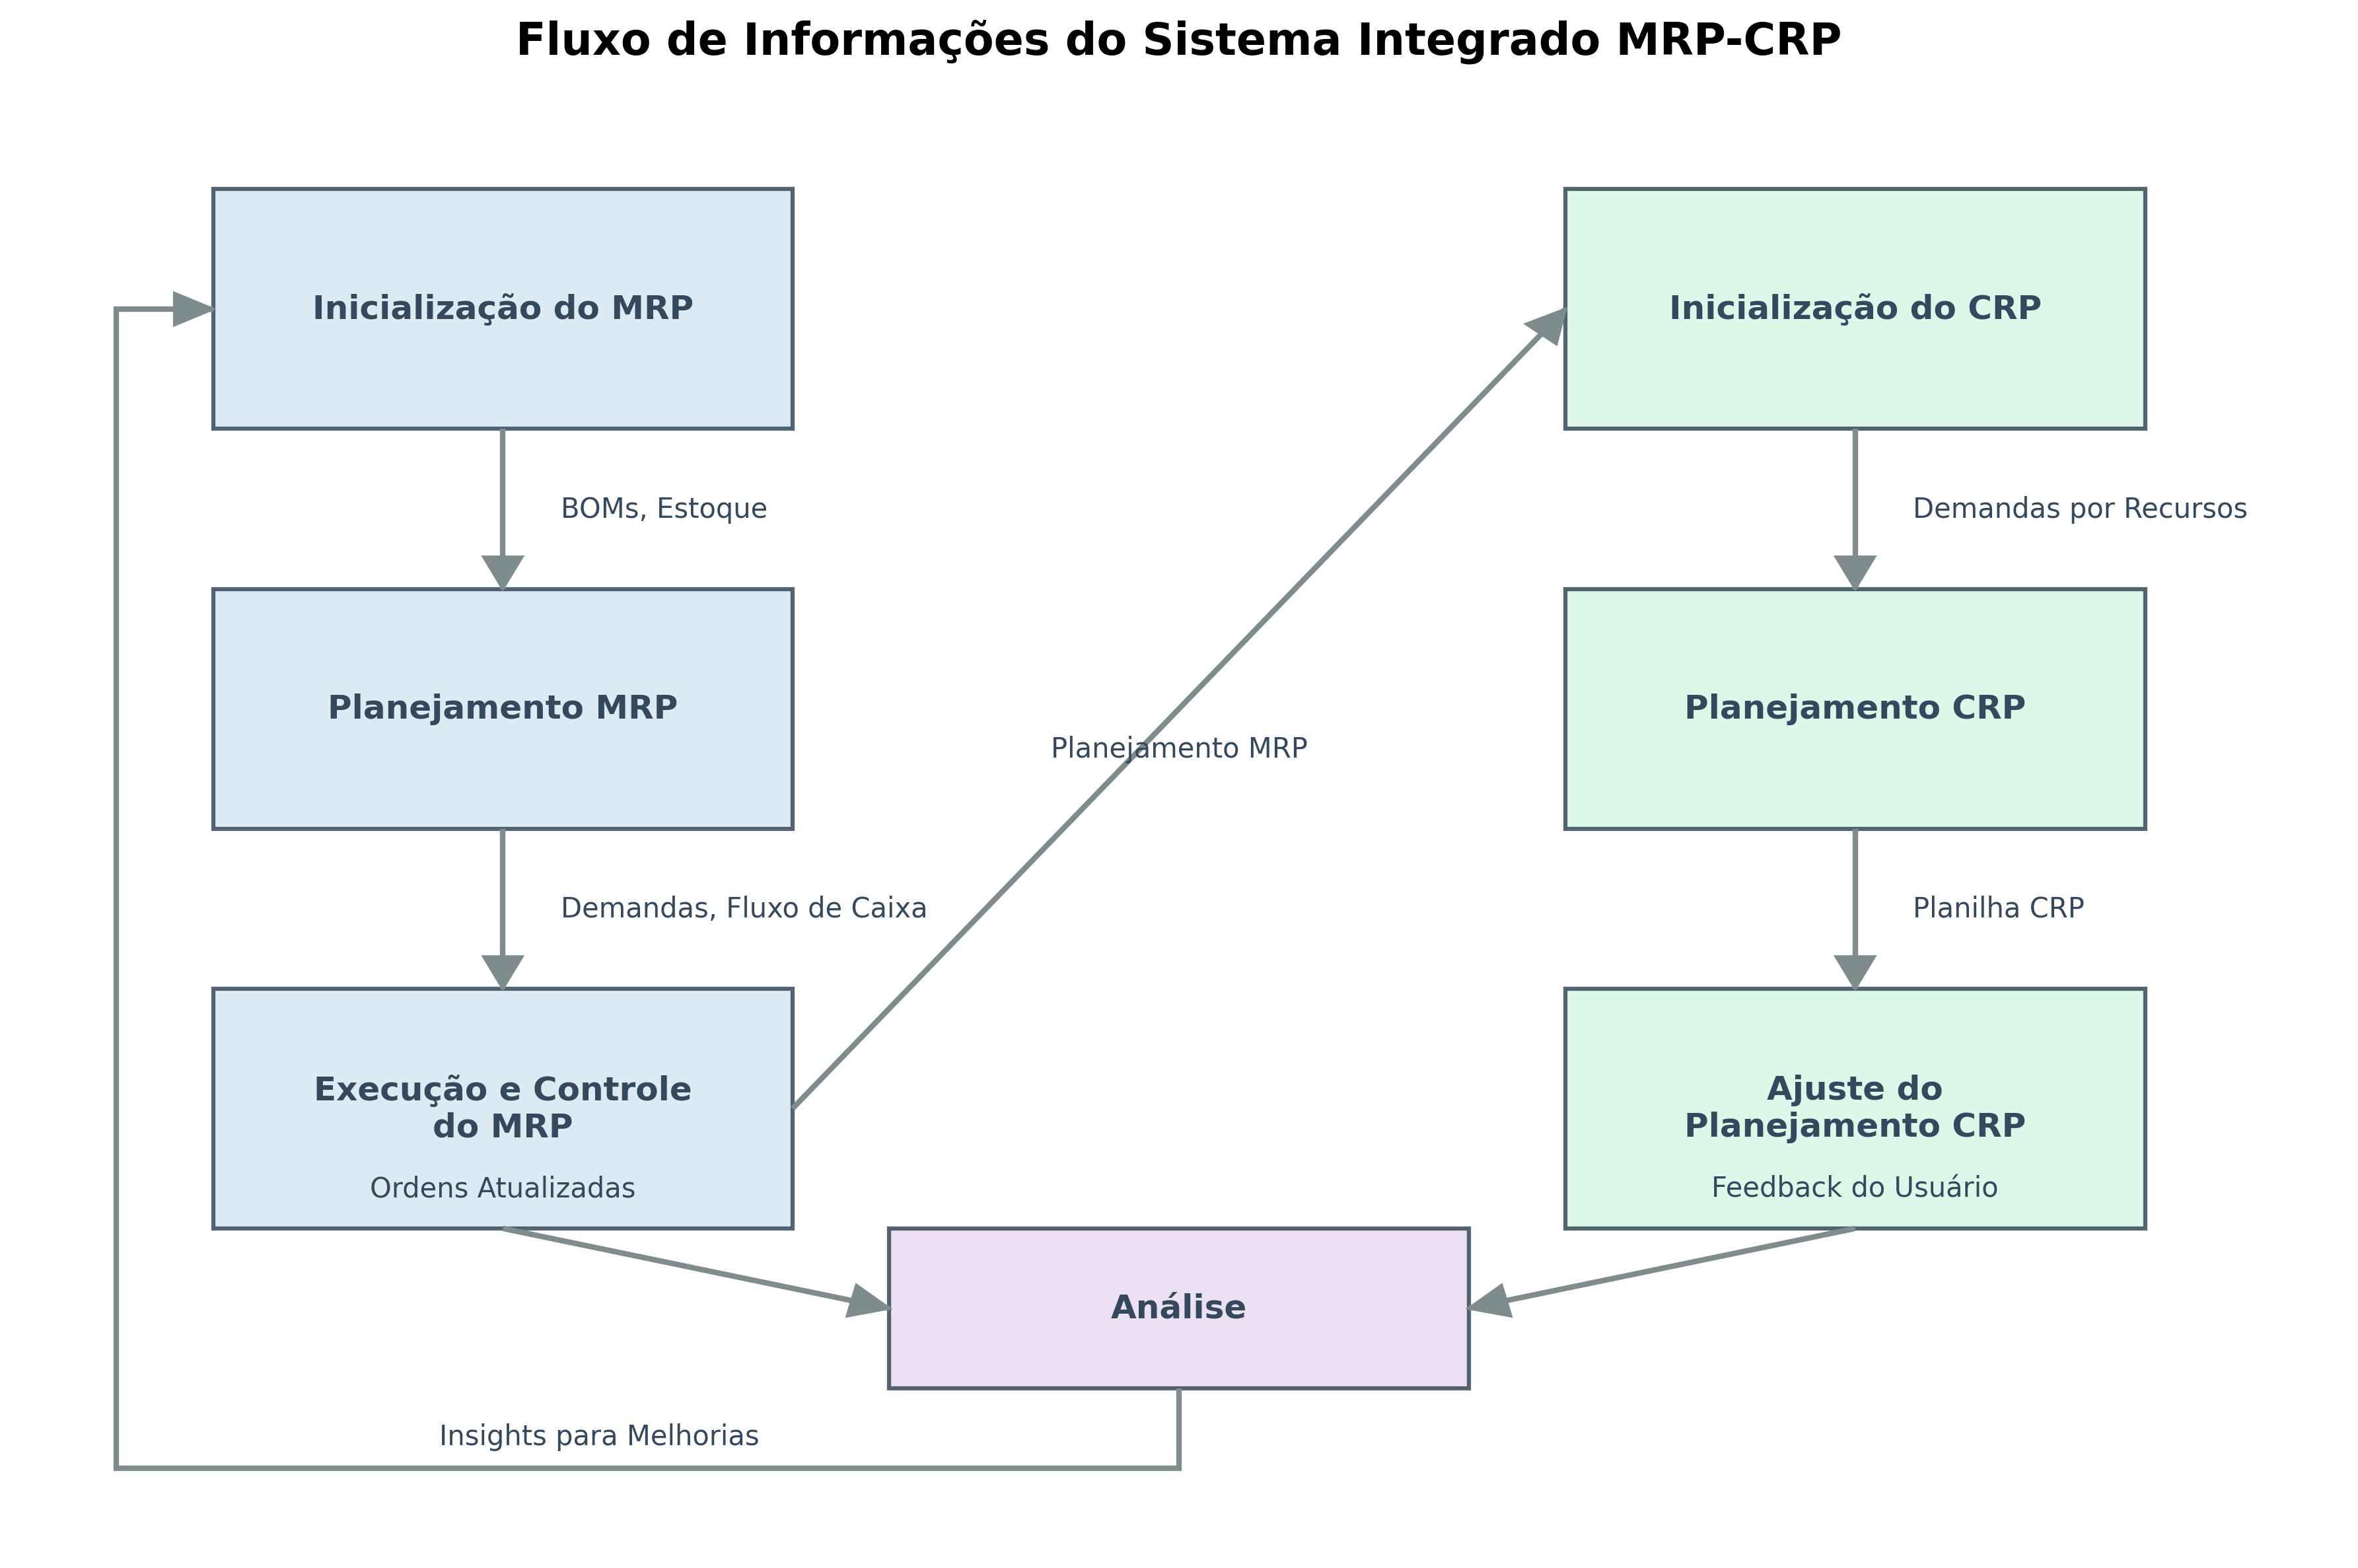 Fluxo de Informações do Sistema Integrado MRP-CRP
Inicialização do MRP
Inicialização do CRP
BOMs, Estoque
Demandas por Recursos
Planejamento MRP
Planejamento CRP
Planejamento MRP
Demandas, Fluxo de Caixa
Planilha CRP
Execução e Controle
do MRP
Ordens Atualizadas
Ajuste do
Planejamento CRP
Feedback do Usuário
Análise
Insights para Melhorias